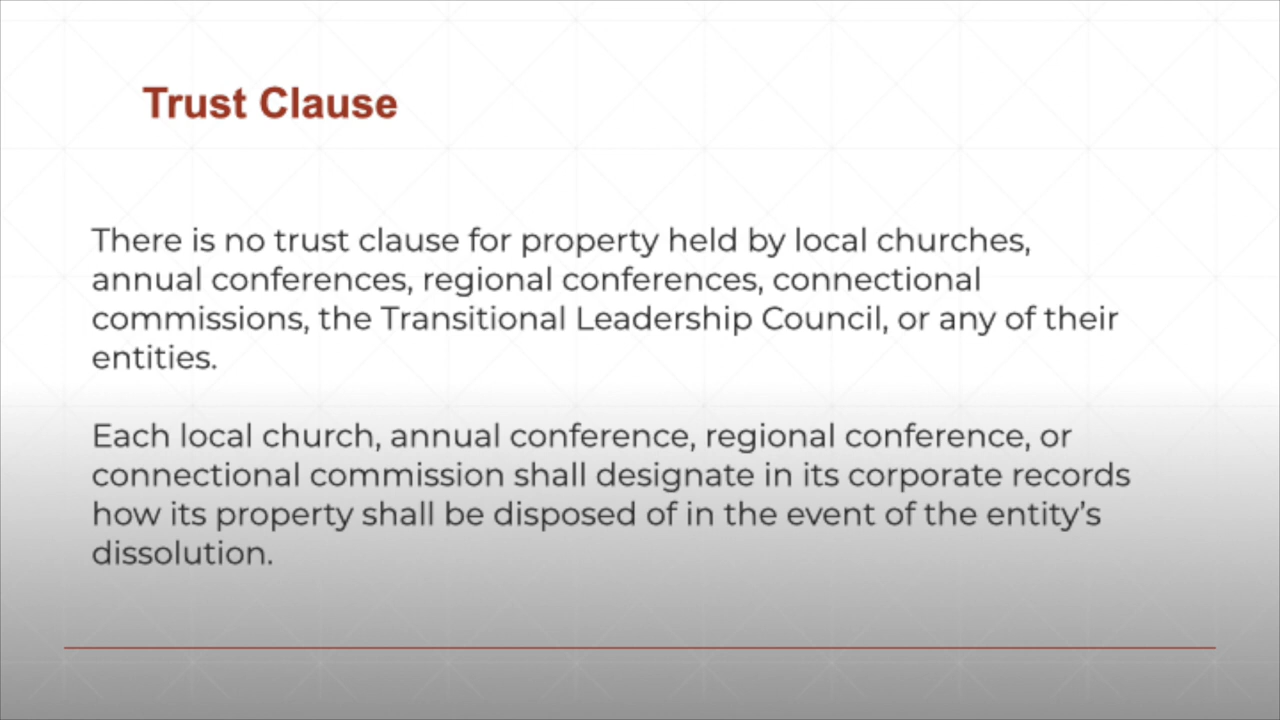 Trust Clause
There is no trust clause for property held by local churches,
annual conferences, regional conferences, connectional
commissions, the Transitional Leadership Council, or any of their
entities.
Each local church, annual conference, regional conference, or
connectional commission shall designate in its corporate records
how its property shall be disposed of in the event of the entity’s
dissolution.